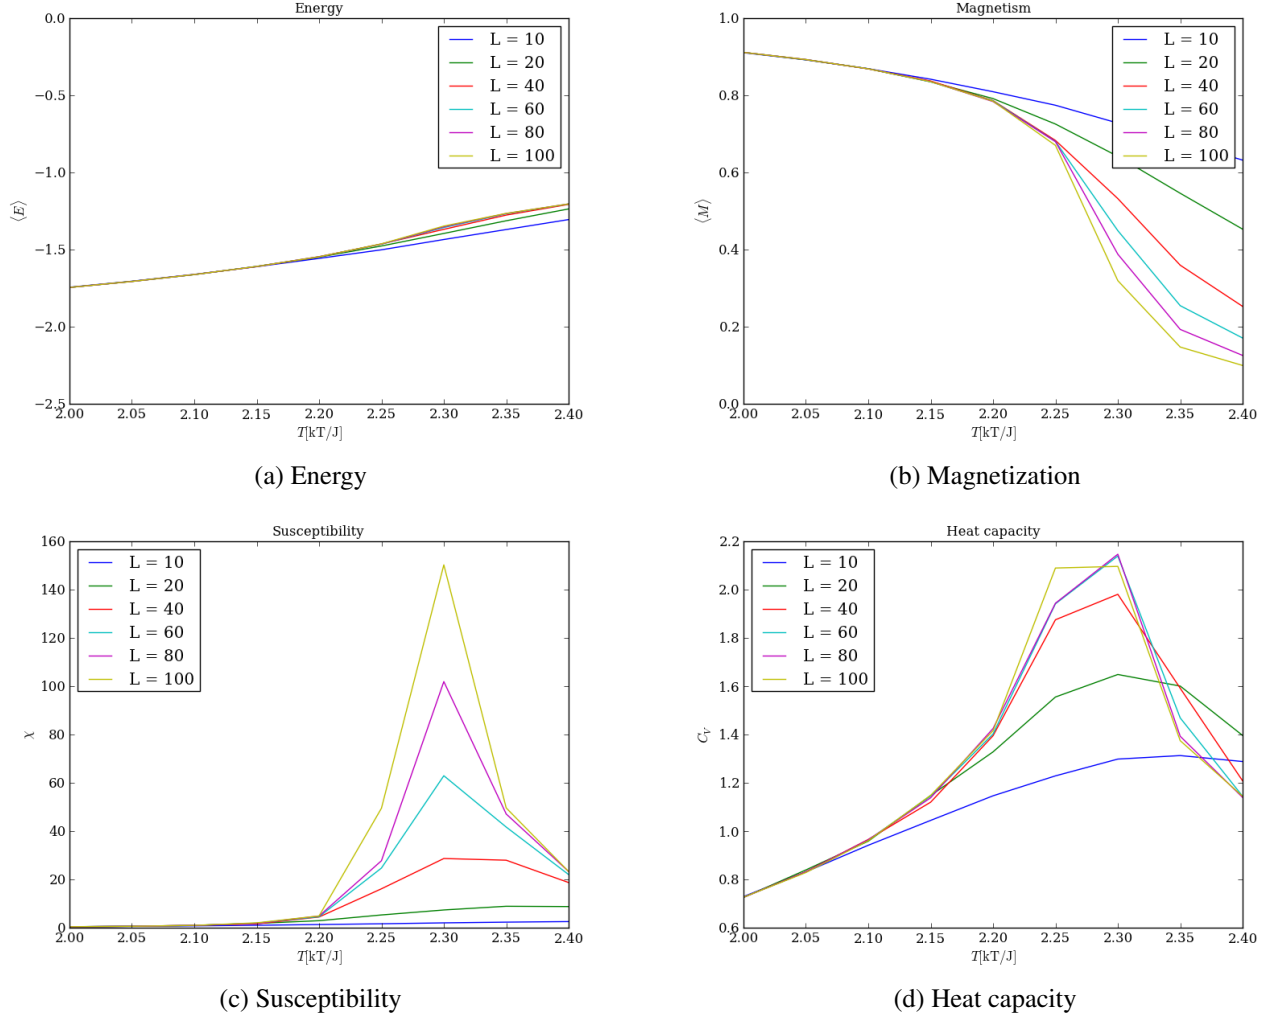 Energy
0.0
−0.5
−1.0
−1.5
−2.0
−2.5
⟨E⟩
L = 10
L = 20
L = 40
L = 60
L = 80
L = 100
2.00 2.05 2.10 2.15 2.20 2.25 2.30 2.35 2.40
T[kT/J]
(a) Energy
Magnetism
1.0
0.8
0.6
0.4
0.2
0.0
⟨M⟩
L = 10
L = 20
L = 40
L = 60
L = 80
L = 100
2.00 2.05 2.10 2.15 2.20 2.25 2.30 2.35 2.40
T[kT/J]
(b) Magnetization
Susceptibility
160
140
120
100
80
60
40
20
0
χ
L = 10
L = 20
L = 40
L = 60
L = 80
L = 100
2.00 2.05 2.10 2.15 2.20 2.25 2.30 2.35 2.40
T[kT/J]
(c) Susceptibility
Heat capacity
2.2
2.0
1.8
1.6
1.4
1.2
1.0
0.8
0.6
C_V
L = 10
L = 20
L = 40
L = 60
L = 80
L = 100
2.00 2.05 2.10 2.15 2.20 2.25 2.30 2.35 2.40
T[kT/J]
(d) Heat capacity